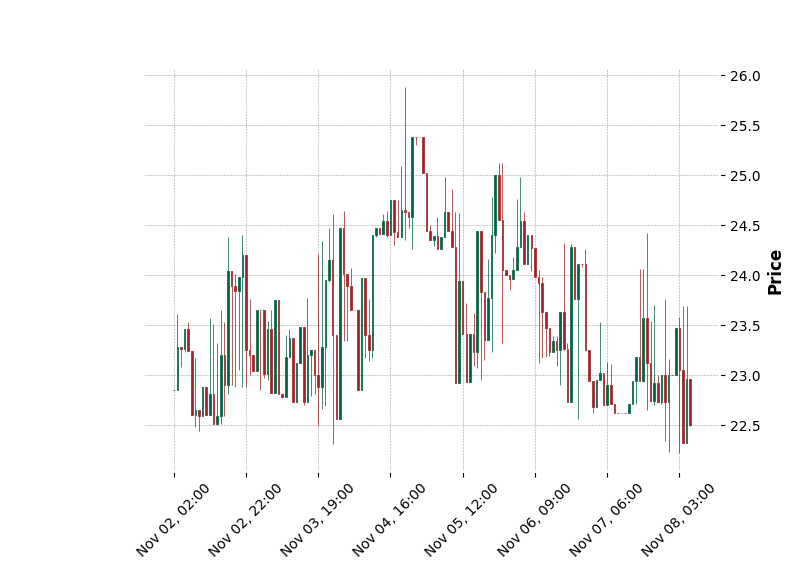 26.0
25.5
25.0
24.5
24.0
23.5
23.0
22.5
Price
Nov 02, 02:00
Nov 02, 22:00
Nov 03, 19:00
Nov 04, 16:00
Nov 05, 12:00
Nov 06, 09:00
Nov 07, 06:00
Nov 08, 03:00